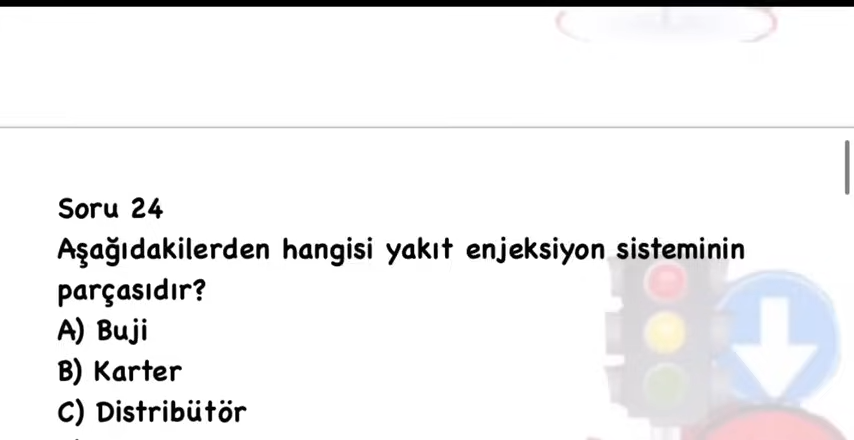 Soru 24
Aşağıdakilerden hangisi yakıt enjeksiyon sisteminin
parçasıdır?
A) Buji
B) Karter
C) Distribütör